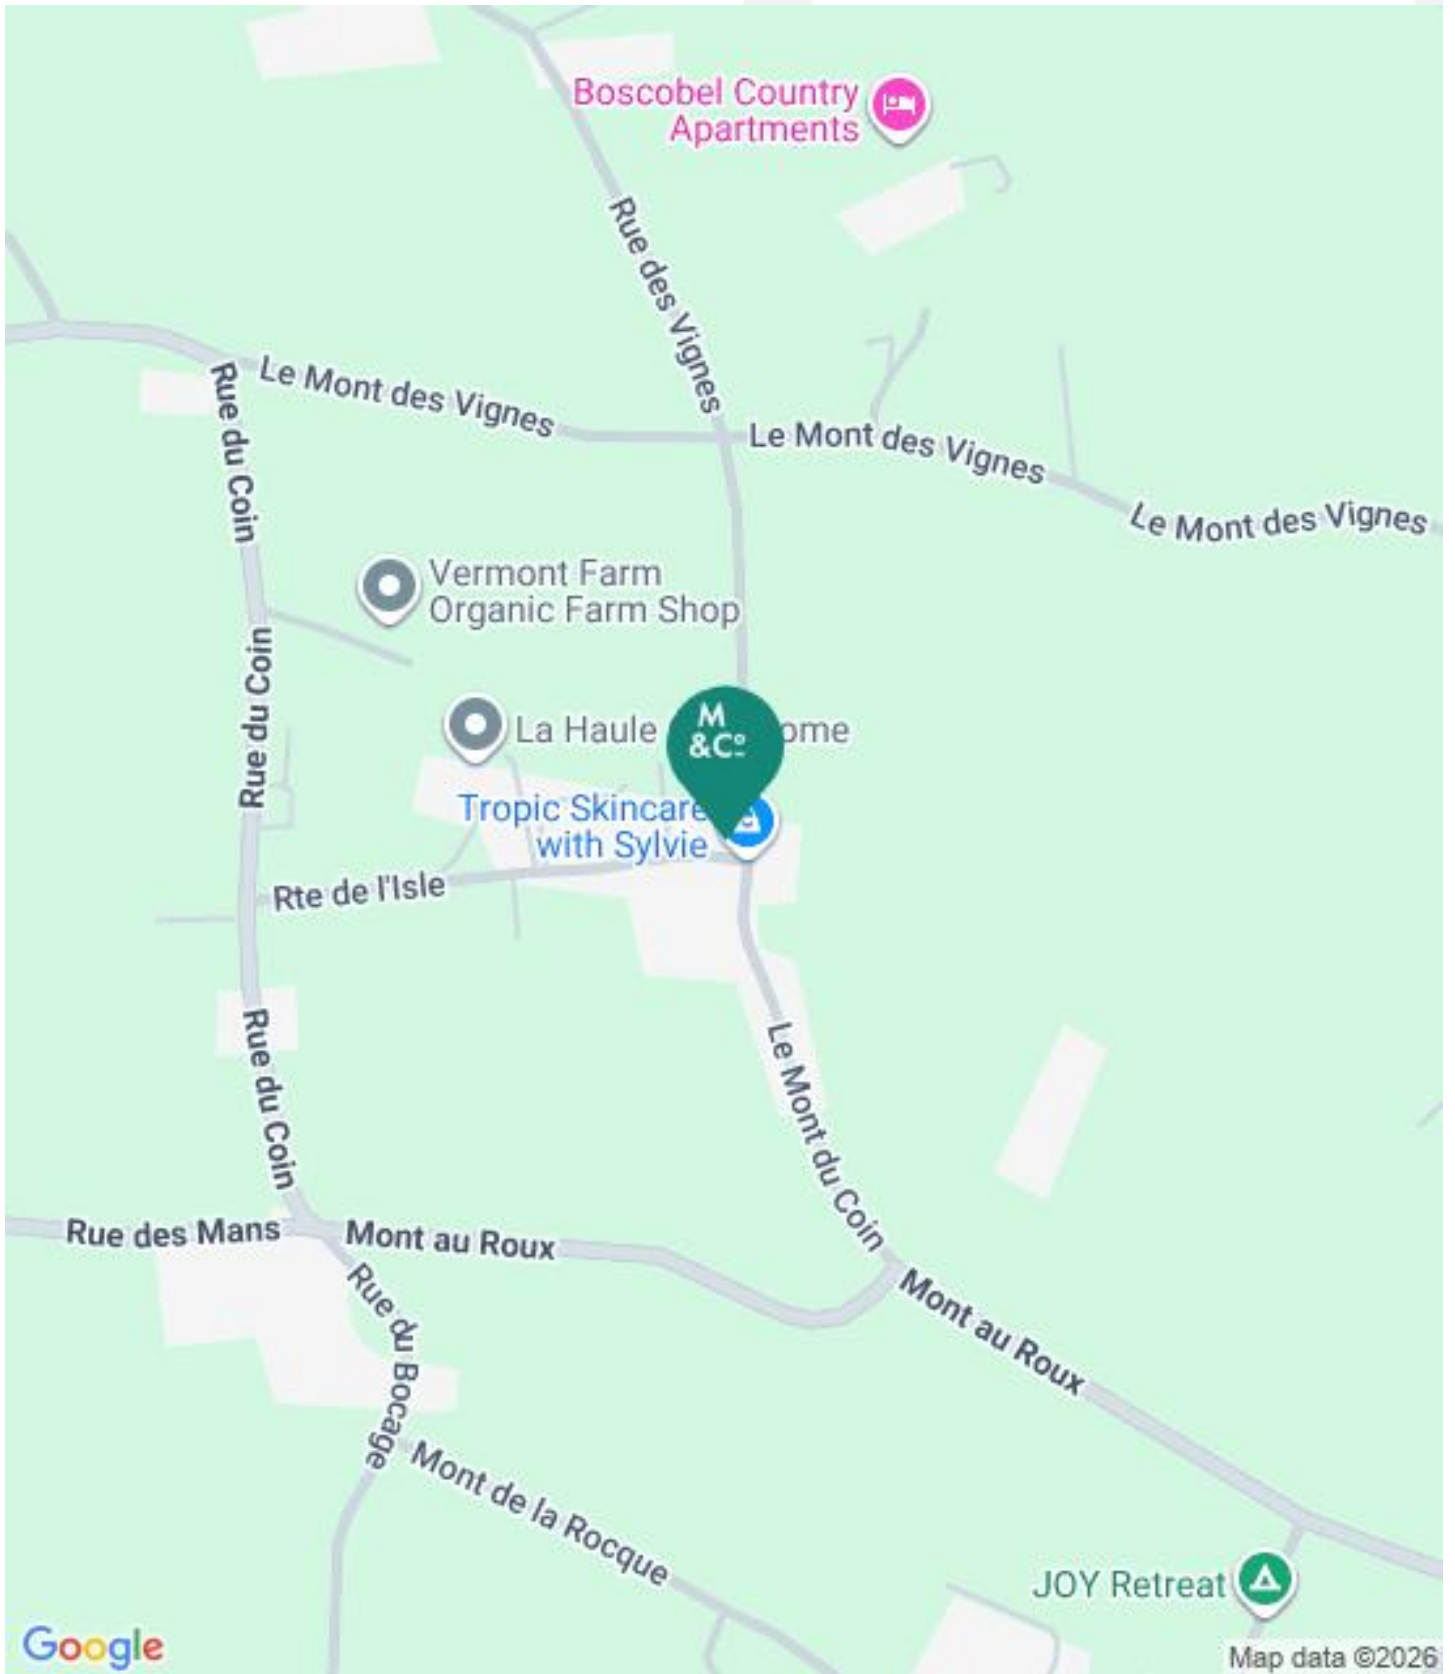 Boscobel Country
Apartments
Rue des Vignes
Le Mont des Vignes
Le Mont des Vignes
Le Mont des Vignes
Rue du Coin
Vermont Farm
Organic Farm Shop
Rue du Coin
La Haule
ome
M
&Cº
Tropic Skincare
with Sylvie
Rte de l'Isle
Rue du Coin
Le Mont du Coin
Rue des Mans
Mont au Roux
Rue du Bocage
Mont au Roux
Mont de la Rocque
JOY Retreat
Google
Map data ©2026